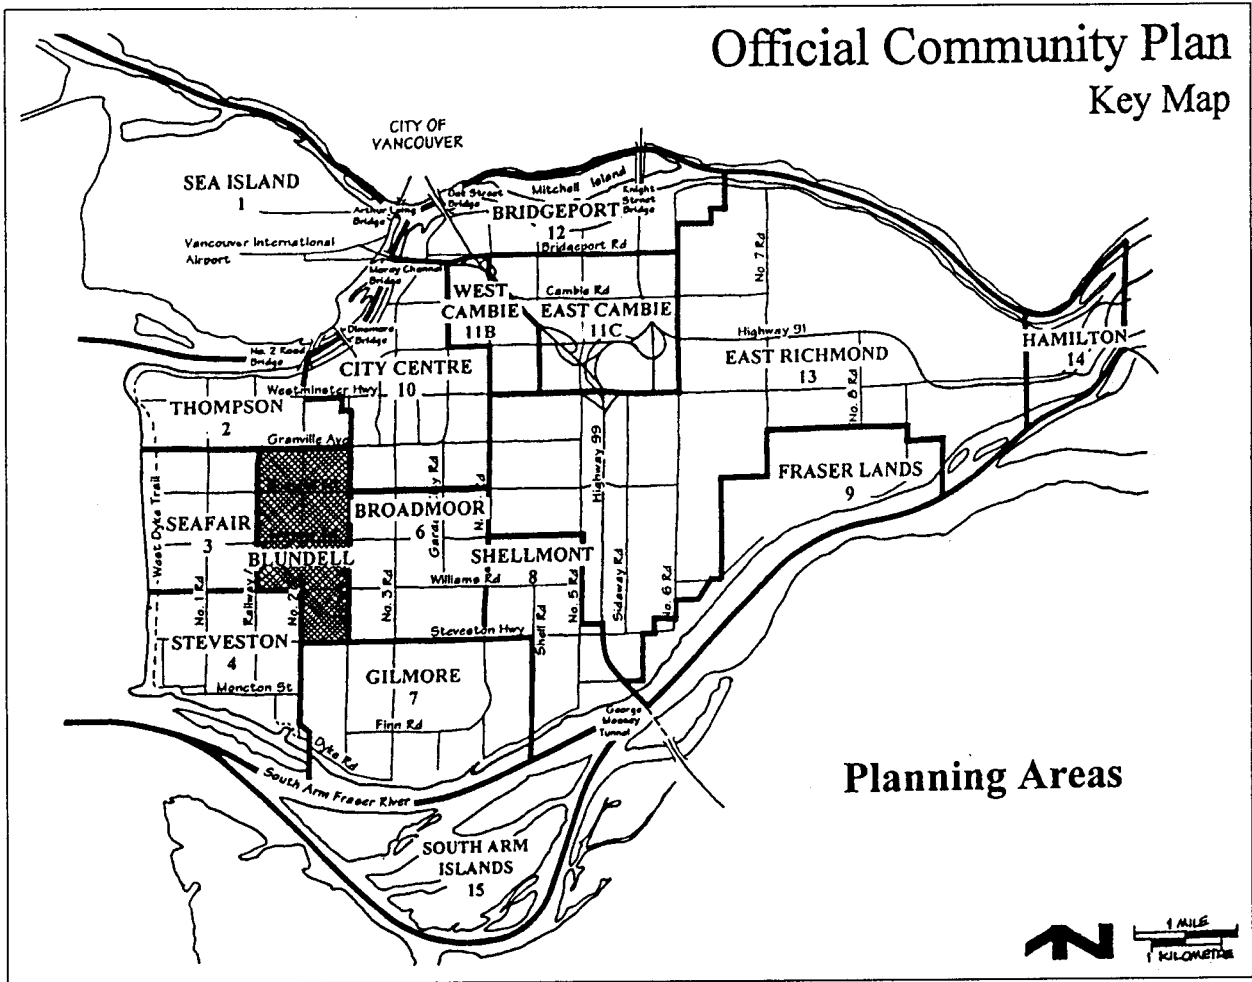 Official Community Plan
Key Map
CITY OF
VANCOUVER
SEA ISLAND
1
Arthur Laing
Bridge
Oak Street
Bridge
Mitchell Island
Knight
Street
Bridge
BRIDGEPORT
12
Bridgeport Rd
Vancouver International
Airport
Moray Channel
Bridge
No. 7 Rd
WEST
CAMBIE
11B
Cambie Rd
EAST CAMBIE
11C
Dinsmore
Bridge
No. 2 Road
Bridge
Highway 91
HAMILTON
14
EAST RICHMOND
13
CITY CENTRE
10
Westminster Hwy
No. 8 Rd
THOMPSON
2
Granville Ave
Highway 99
FRASER LANDS
9
West Dyke Trail
SEAFAIR
3
BROADMOOR
6
BLUNDELL
SHELLMONT
8
Williams Rd
No. 1 Rd
Railway
No. 2
No. 3 Rd
No. 5 Rd
Sideway Rd
No. 6 Rd
Steveston Hwy
Shell Rd
STEVESTON
4
Moncton St
GILMORE
7
Finn Rd
Dyke Rd
George
Massey
Tunnel
South Arm Fraser River
Planning Areas
SOUTH ARM
ISLANDS
15
N
1 MILE
1 KILOMETRE